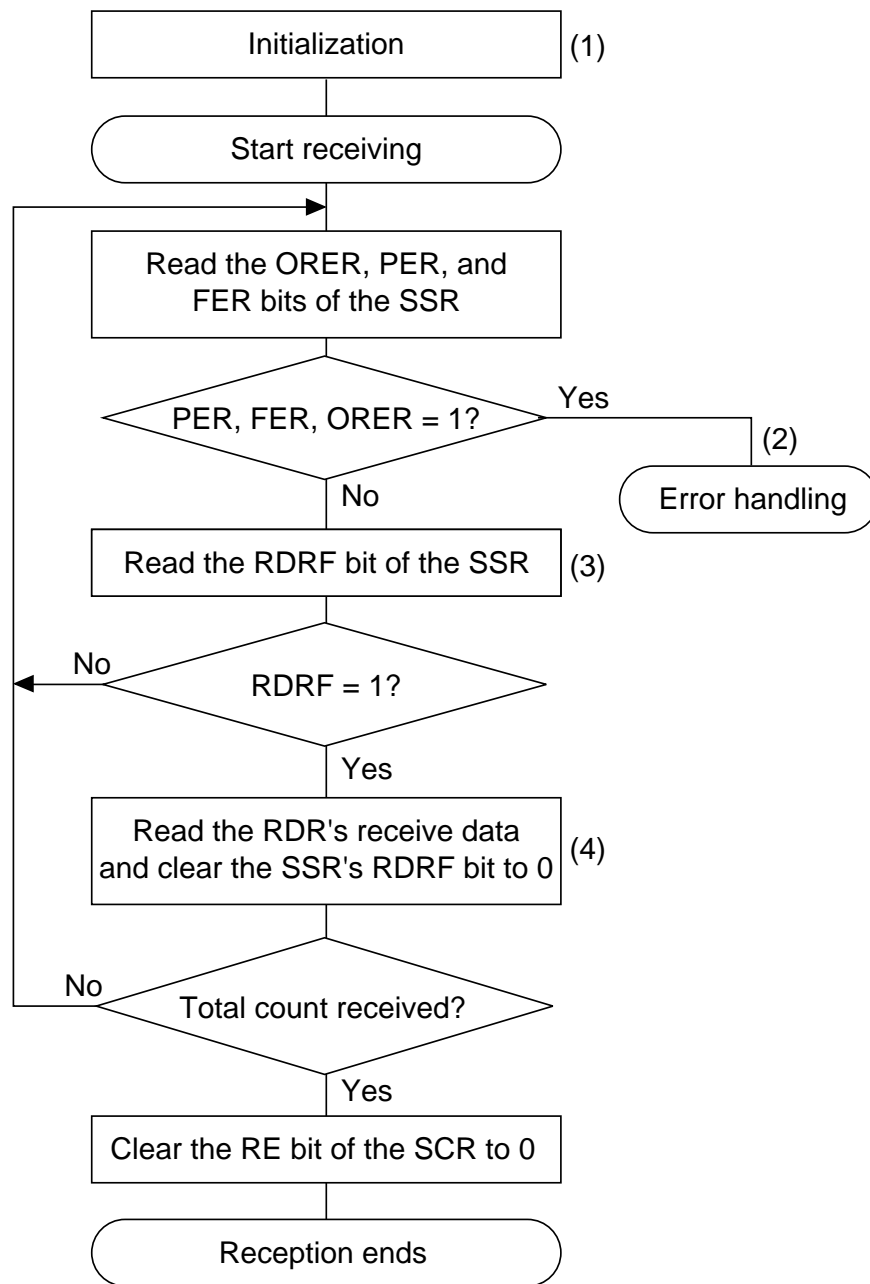 Initialization
(1)
Start receiving
Read the ORER, PER, and
FER bits of the SSR
PER, FER, ORER = 1?
Yes
(2)
Error handling
No
Read the RDRF bit of the SSR
(3)
No
RDRF = 1?
Yes
Read the RDR's receive data
and clear the SSR's RDRF bit to 0
(4)
No
Total count received?
Yes
Clear the RE bit of the SCR to 0
Reception ends